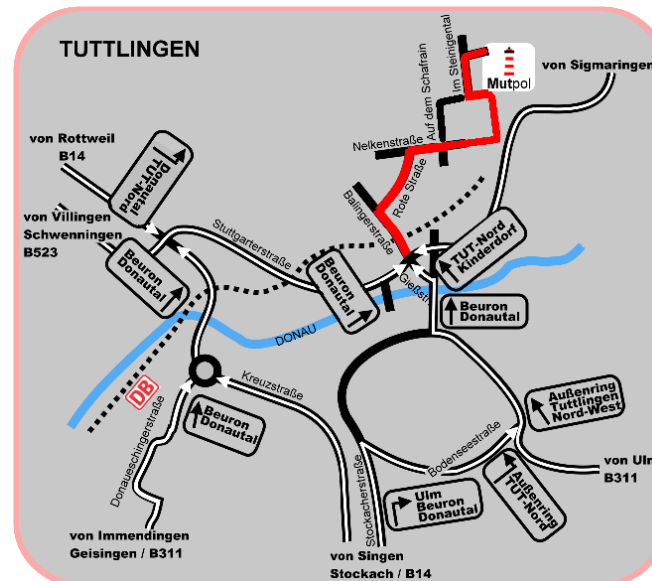 TUTTLINGEN
Mutpol
von Sigmaringen
Im Steinigental
Auf dem Schafrain
Nelkenstraße
Rote Straße
Balingerstraße
von Rottweil
B14
Donautal
TUT-Nord
von Villingen
Schwenningen
B523
Beuron
Donautal
Stuttgarterstraße
Beuron
Donautal
Gießstr.
TUT-Nord
Kinderdorf
Beuron
Donautal
DONAU
DB
Kreuzstraße
Beuron
Donautal
Donaueschingerstraße
Außenring
Tuttlingen
Nord-West
Bodenseestraße
Stockacherstraße
Ulm
Beuron
Donautal
Außenring
TUT-Nord
von Ulm
B311
von Immendingen
Geisingen / B311
von Singen
Stockach / B14